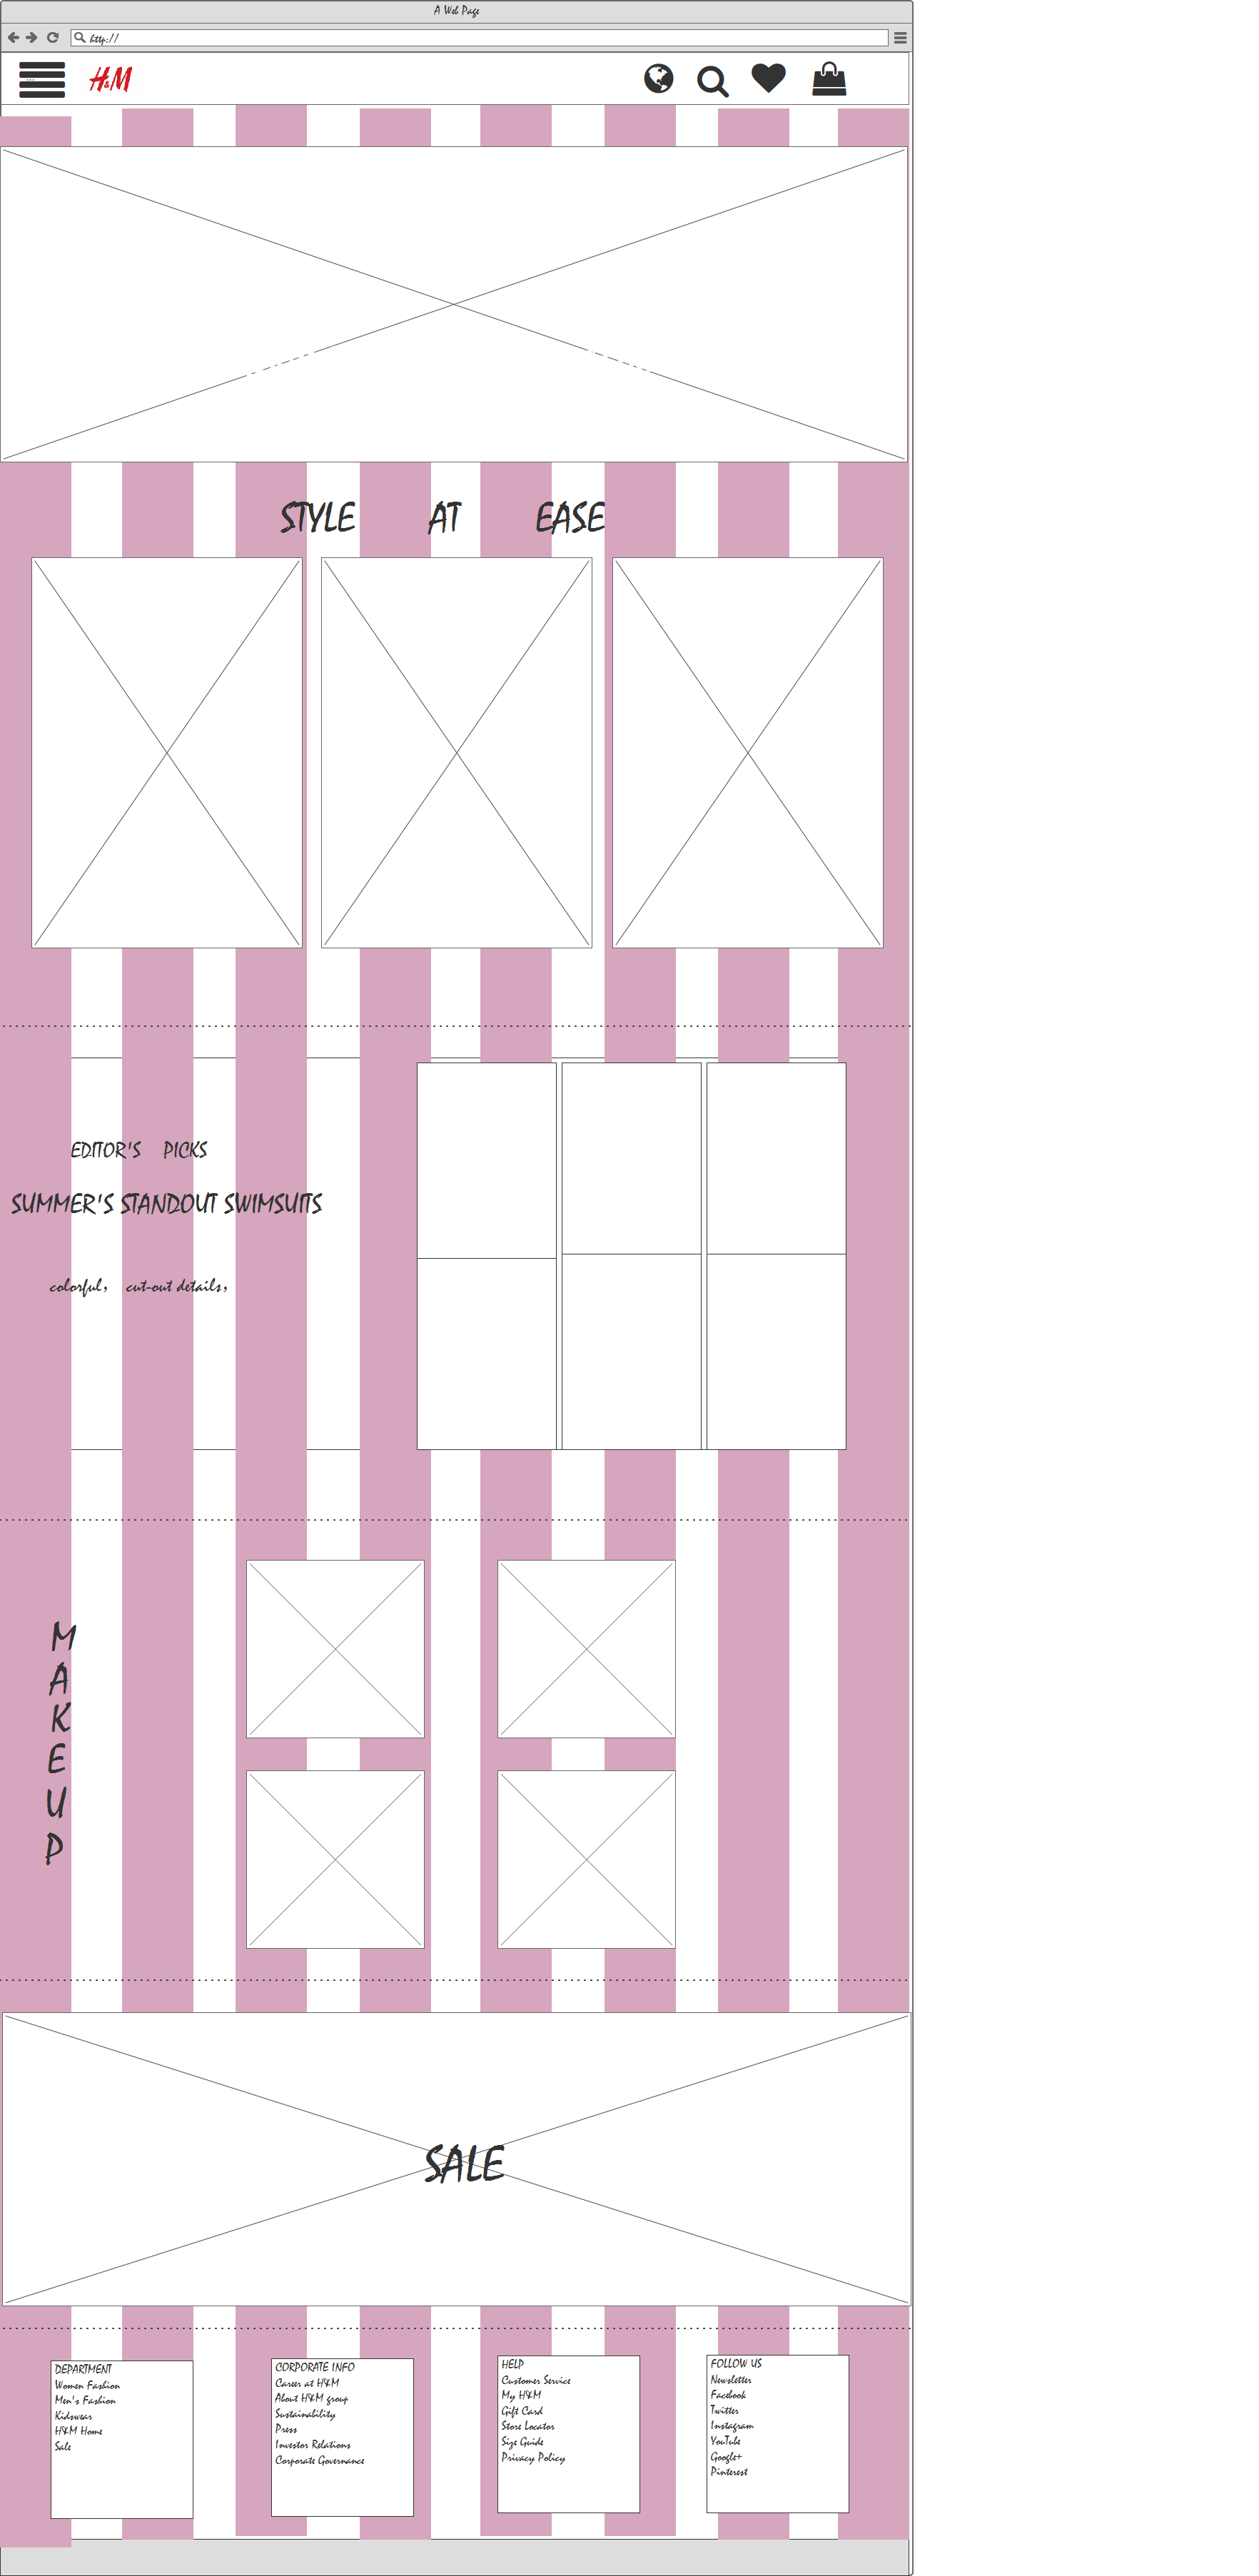 A Web Page
http://
H&M
STYLE AT EASE
EDITOR'S PICKS
SUMMER'S STANDOUT SWIMSUITS
colorful, cut-out details,
M
A
K
E
U
P
SALE
DEPARTMENT
Women Fashion
Men's Fashion
Kidswear
H&M Home
Sale
CORPORATE INFO
Career at H&M
About H&M group
Sustainability
Press
Investor Relations
Corporate Governance
HELP
Customer Service
My H&M
Gift Card
Store Locator
Size Guide
Privacy Policy
FOLLOW US
Newsletter
Facebook
Twitter
Instagram
YouTube
Google+
Pinterest